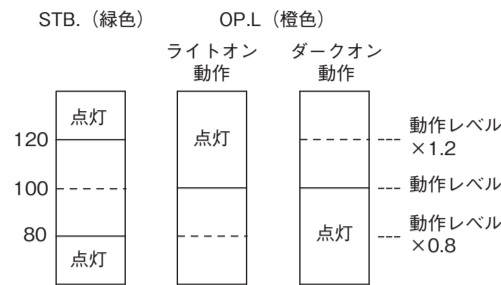 STB.（緑色）
OP.L（橙色）
ライトオン
動作
ダークオン
動作
点灯
120
100
80
点灯
点灯
点灯
動作レベル
×1.2
動作レベル
動作レベル
×0.8